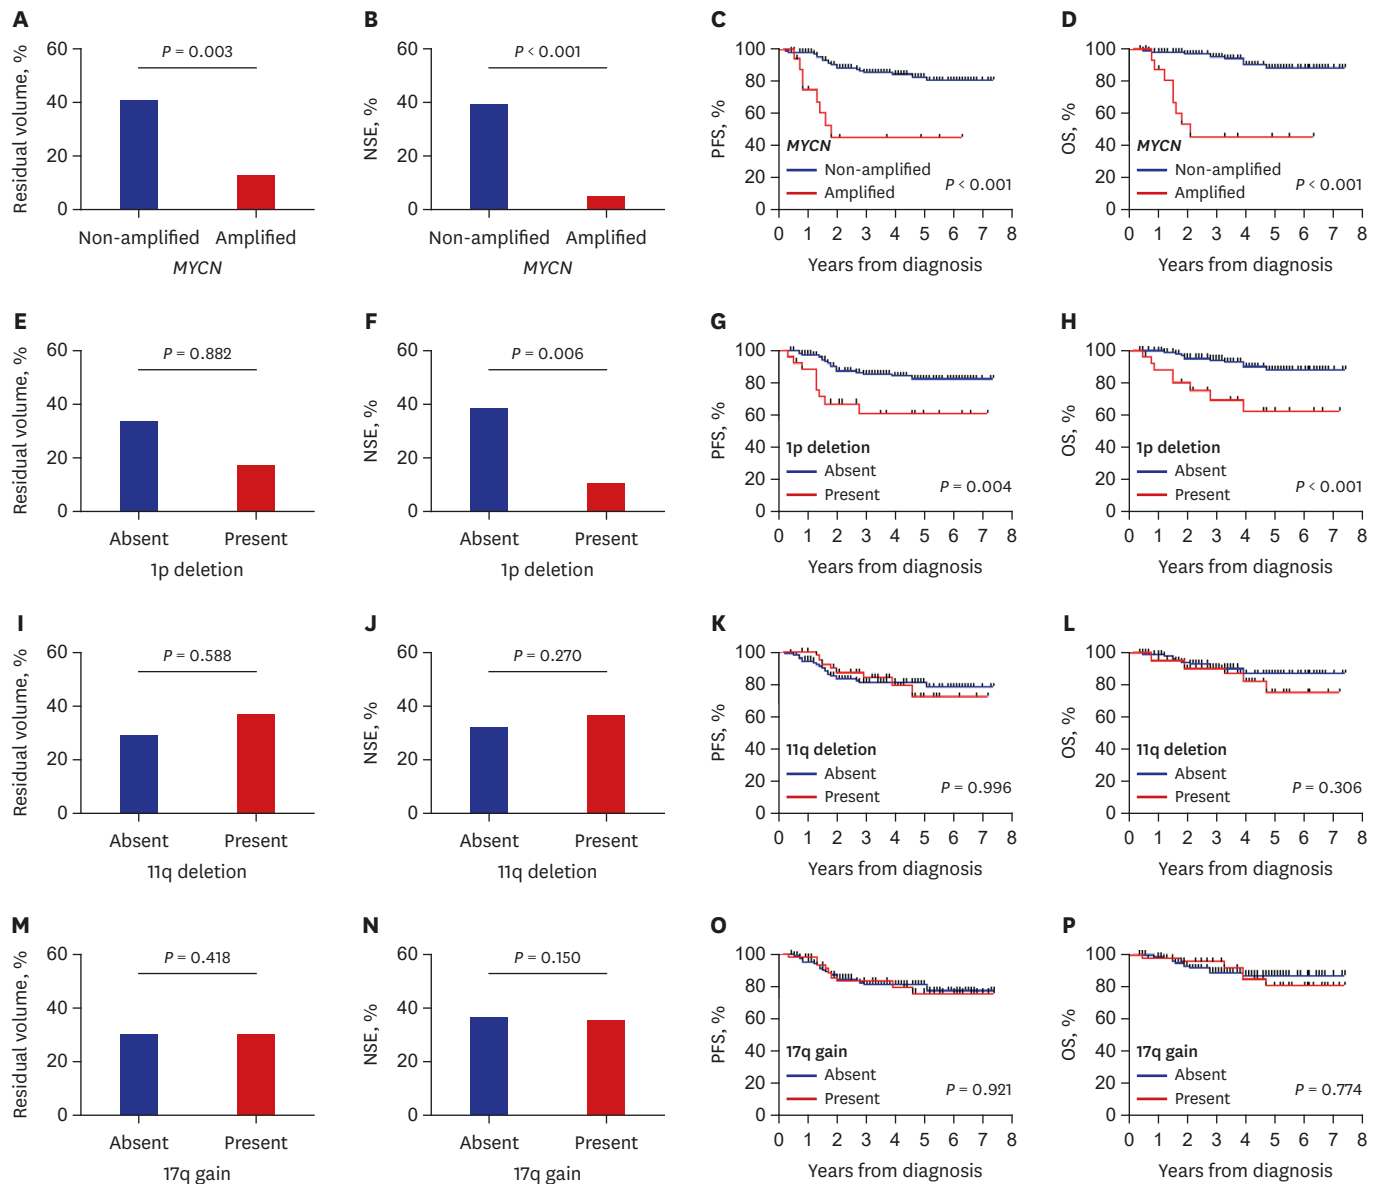 A
Residual volume, %
60
40
20
0
P = 0.003
Non-amplified Amplified
MYCN
B
NSE, %
60
40
20
0
P < 0.001
Non-amplified Amplified
MYCN
C
PFS, %
100
80
60
40
20
0
MYCN
Non-amplified
Amplified
P < 0.001
0 1 2 3 4 5 6 7 8
Years from diagnosis
D
OS, %
100
80
60
40
20
0
MYCN
Non-amplified
Amplified
P < 0.001
0 1 2 3 4 5 6 7 8
Years from diagnosis
E
Residual volume, %
60
40
20
0
P = 0.882
Absent Present
1p deletion
F
NSE, %
60
40
20
0
P = 0.006
Absent Present
1p deletion
G
PFS, %
100
80
60
40
20
0
1p deletion
Absent
Present
P = 0.004
0 1 2 3 4 5 6 7 8
Years from diagnosis
H
OS, %
100
80
60
40
20
0
1p deletion
Absent
Present
P < 0.001
0 1 2 3 4 5 6 7 8
Years from diagnosis
I
Residual volume, %
60
40
20
0
P = 0.588
Absent Present
11q deletion
J
NSE, %
60
40
20
0
P = 0.270
Absent Present
11q deletion
K
PFS, %
100
80
60
40
20
0
11q deletion
Absent
Present
P = 0.996
0 1 2 3 4 5 6 7 8
Years from diagnosis
L
OS, %
100
80
60
40
20
0
11q deletion
Absent
Present
P = 0.306
0 1 2 3 4 5 6 7 8
Years from diagnosis
M
Residual volume, %
60
40
20
0
P = 0.418
Absent Present
17q gain
N
NSE, %
60
40
20
0
P = 0.150
Absent Present
17q gain
O
PFS, %
100
80
60
40
20
0
17q gain
Absent
Present
P = 0.921
0 1 2 3 4 5 6 7 8
Years from diagnosis
P
OS, %
100
80
60
40
20
0
17q gain
Absent
Present
P = 0.774
0 1 2 3 4 5 6 7 8
Years from diagnosis